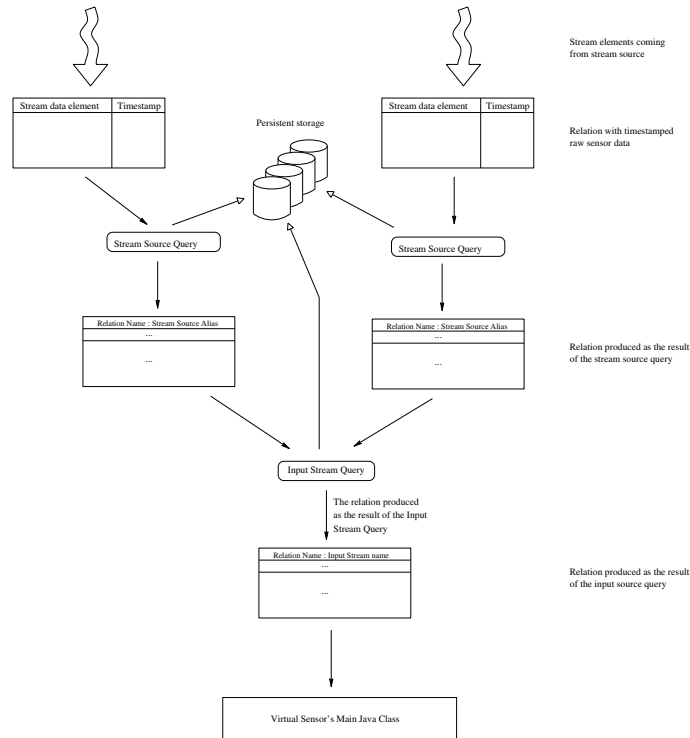 Stream elements coming
from stream source
Stream data element
Timestamp
Stream data element
Timestamp
Persistent storage
Relation with timestamped
raw sensor data
Stream Source Query
Stream Source Query
Relation Name : Stream Source Alias
...
...
Relation Name : Stream Source Alias
...
...
Relation produced as the result
of the stream source query
Input Stream Query
The relation produced
as the result of the Input
Stream Query
Relation Name : Input Stream name
...
...
Relation produced as the result
of the input source query
Virtual Sensor's Main Java Class